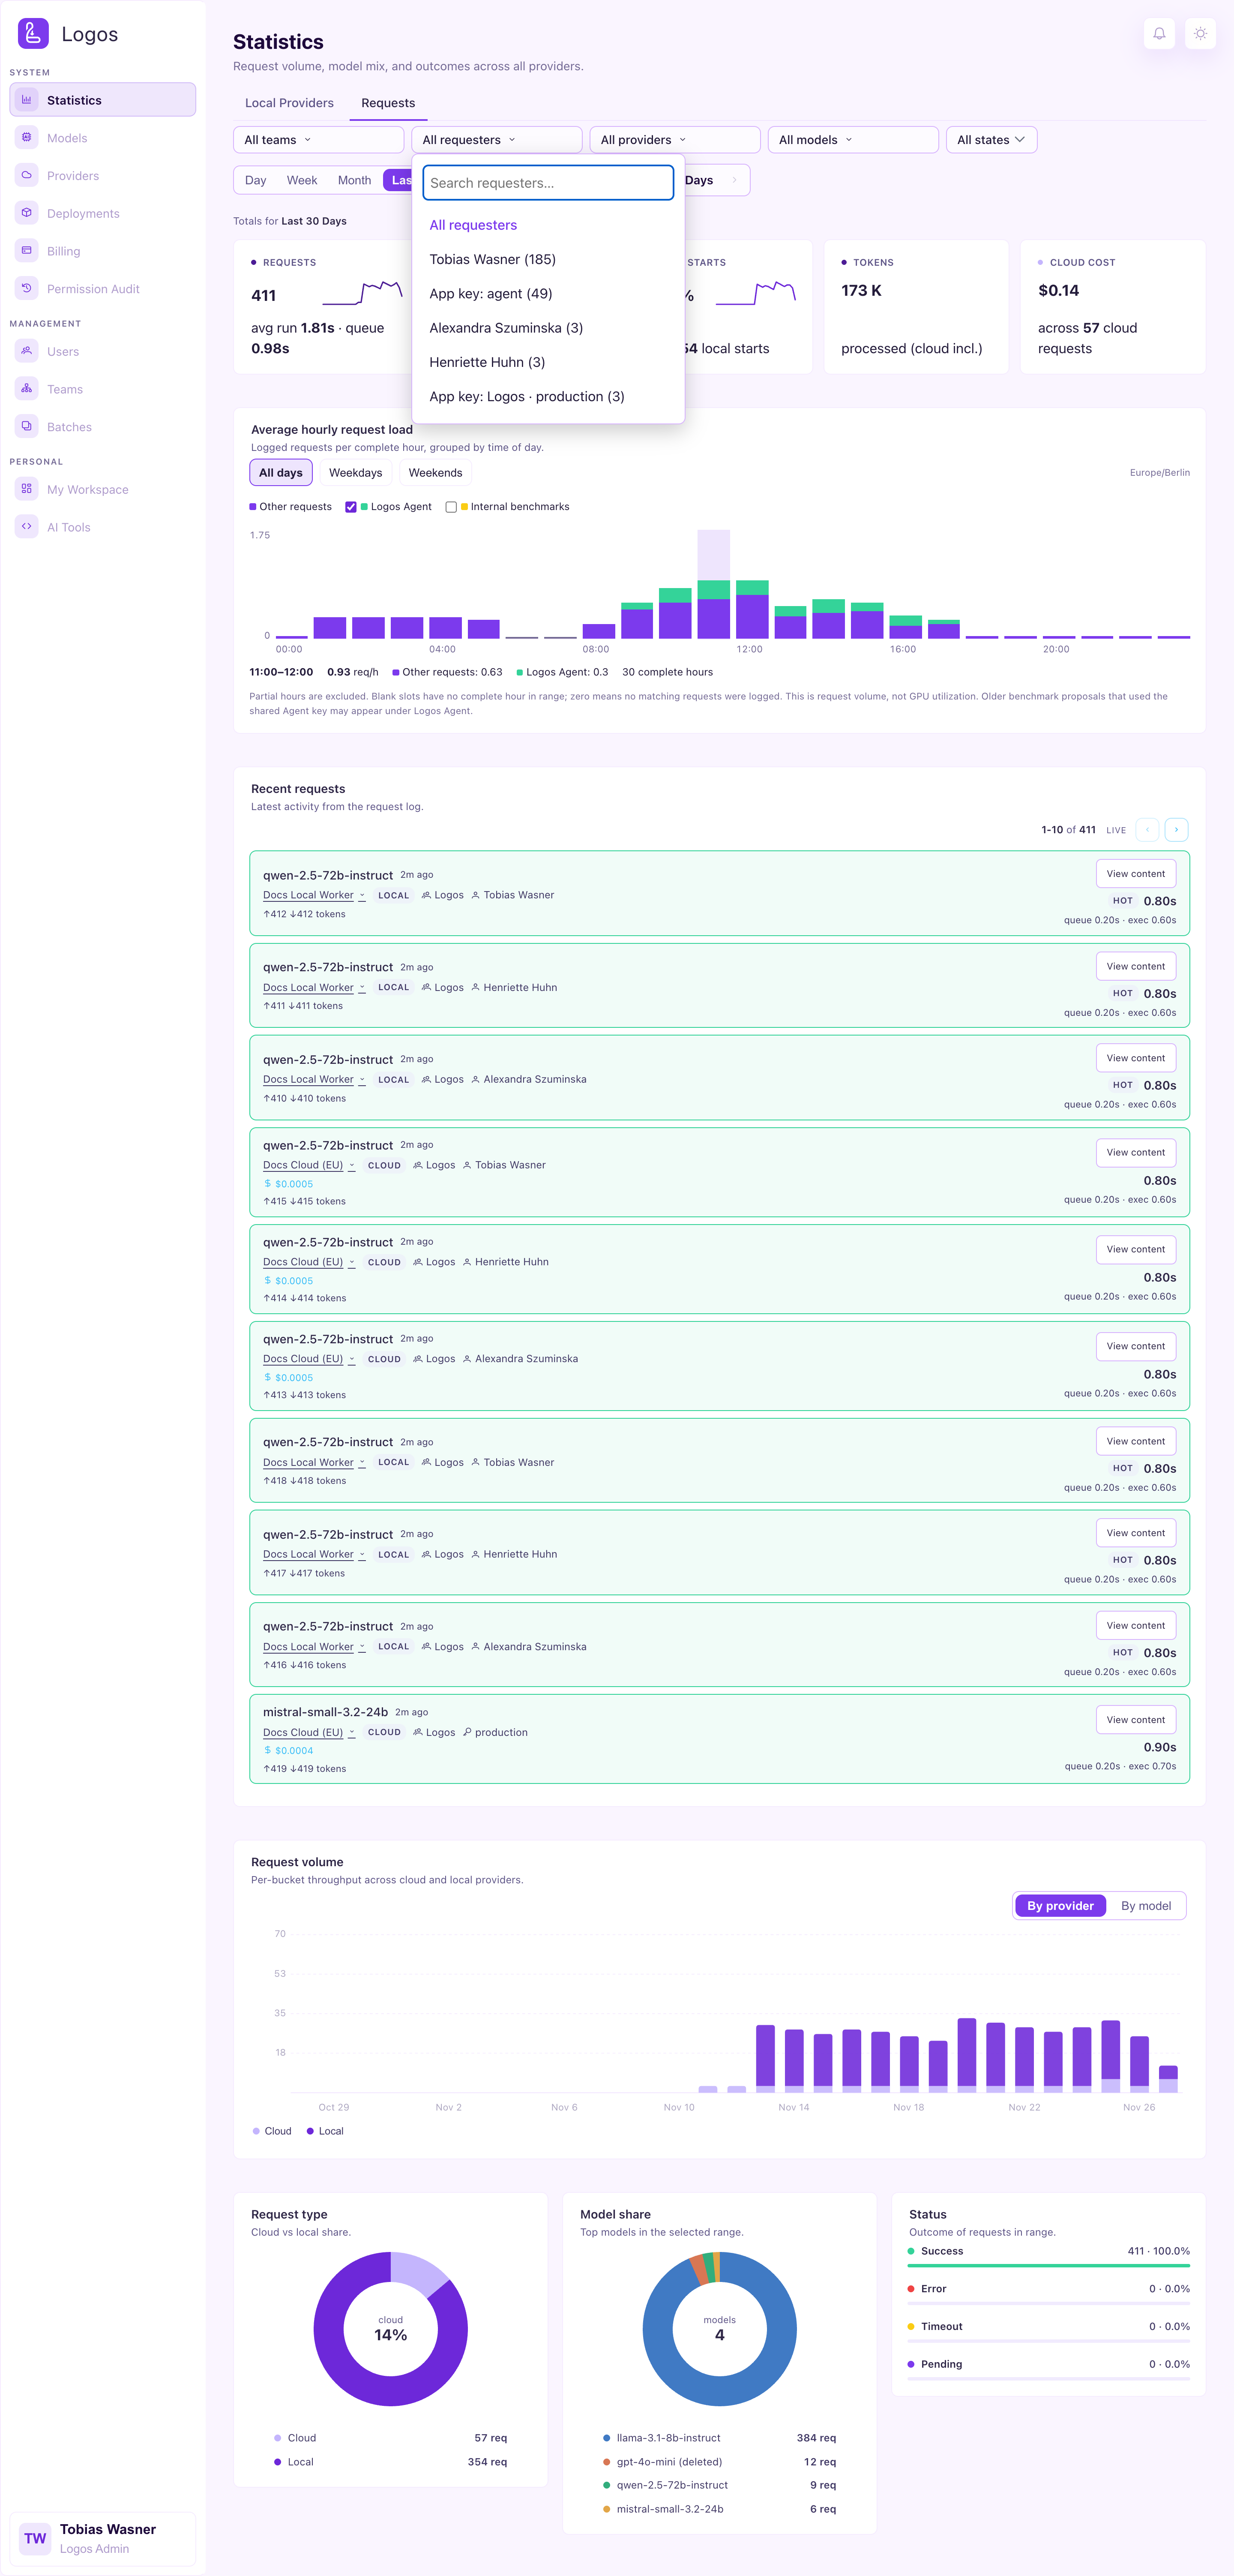 Logos
SYSTEM
Statistics
Models
Providers
Deployments
Billing
Permission Audit
MANAGEMENT
Users
Teams
Batches
PERSONAL
My Workspace
AI Tools
TW
Tobias Wasner
Logos Admin
Statistics
Request volume, model mix, and outcomes across all providers.
Local Providers Requests
All teams All requesters All providers All models All states
Day Week Month Las Days
Search requesters...
All requesters
Tobias Wasner (185)
App key: agent (49)
Alexandra Szuminska (3)
Henriette Huhn (3)
App key: Logos · production (3)
Totals for Last 30 Days
REQUESTS
411
avg run 1.81s · queue
0.98s
STARTS
%
54 local starts
TOKENS
173 K
processed (cloud incl.)
CLOUD COST
$0.14
across 57 cloud
requests
Average hourly request load
Logged requests per complete hour, grouped by time of day.
All days Weekdays Weekends Europe/Berlin
Other requests Logos Agent Internal benchmarks
1.75
0
00:00 04:00 08:00 12:00 16:00 20:00
11:00–12:00 0.93 req/h Other requests: 0.63 Logos Agent: 0.3 30 complete hours
Partial hours are excluded. Blank slots have no complete hour in range; zero means no matching requests were logged. This is request volume, not GPU utilization. Older benchmark proposals that used the
shared Agent key may appear under Logos Agent.
Recent requests
Latest activity from the request log.
1-10 of 411 LIVE
qwen-2.5-72b-instruct 2m ago View content
Docs Local Worker LOCAL Logos Tobias Wasner HOT 0.80s
↑412 ↓412 tokens queue 0.20s · exec 0.60s
qwen-2.5-72b-instruct 2m ago View content
Docs Local Worker LOCAL Logos Henriette Huhn HOT 0.80s
↑411 ↓411 tokens queue 0.20s · exec 0.60s
qwen-2.5-72b-instruct 2m ago View content
Docs Local Worker LOCAL Logos Alexandra Szuminska HOT 0.80s
↑410 ↓410 tokens queue 0.20s · exec 0.60s
qwen-2.5-72b-instruct 2m ago View content
Docs Cloud (EU) CLOUD Logos Tobias Wasner
$ $0.0005 0.80s
↑415 ↓415 tokens queue 0.20s · exec 0.60s
qwen-2.5-72b-instruct 2m ago View content
Docs Cloud (EU) CLOUD Logos Henriette Huhn
$ $0.0005 0.80s
↑414 ↓414 tokens queue 0.20s · exec 0.60s
qwen-2.5-72b-instruct 2m ago View content
Docs Cloud (EU) CLOUD Logos Alexandra Szuminska
$ $0.0005 0.80s
↑413 ↓413 tokens queue 0.20s · exec 0.60s
qwen-2.5-72b-instruct 2m ago View content
Docs Local Worker LOCAL Logos Tobias Wasner HOT 0.80s
↑418 ↓418 tokens queue 0.20s · exec 0.60s
qwen-2.5-72b-instruct 2m ago View content
Docs Local Worker LOCAL Logos Henriette Huhn HOT 0.80s
↑417 ↓417 tokens queue 0.20s · exec 0.60s
qwen-2.5-72b-instruct 2m ago View content
Docs Local Worker LOCAL Logos Alexandra Szuminska HOT 0.80s
↑416 ↓416 tokens queue 0.20s · exec 0.60s
mistral-small-3.2-24b 2m ago View content
Docs Cloud (EU) CLOUD Logos production
$ $0.0004 0.90s
↑419 ↓419 tokens queue 0.20s · exec 0.70s
Request volume
Per-bucket throughput across cloud and local providers.
By provider By model
70
53
35
18
Oct 29 Nov 2 Nov 6 Nov 10 Nov 14 Nov 18 Nov 22 Nov 26
Cloud Local
Request type
Cloud vs local share.
cloud
14%
Cloud 57 req
Local 354 req
Model share
Top models in the selected range.
models
4
llama-3.1-8b-instruct 384 req
gpt-4o-mini (deleted) 12 req
qwen-2.5-72b-instruct 9 req
mistral-small-3.2-24b 6 req
Status
Outcome of requests in range.
Success 411 · 100.0%
Error 0 · 0.0%
Timeout 0 · 0.0%
Pending 0 · 0.0%